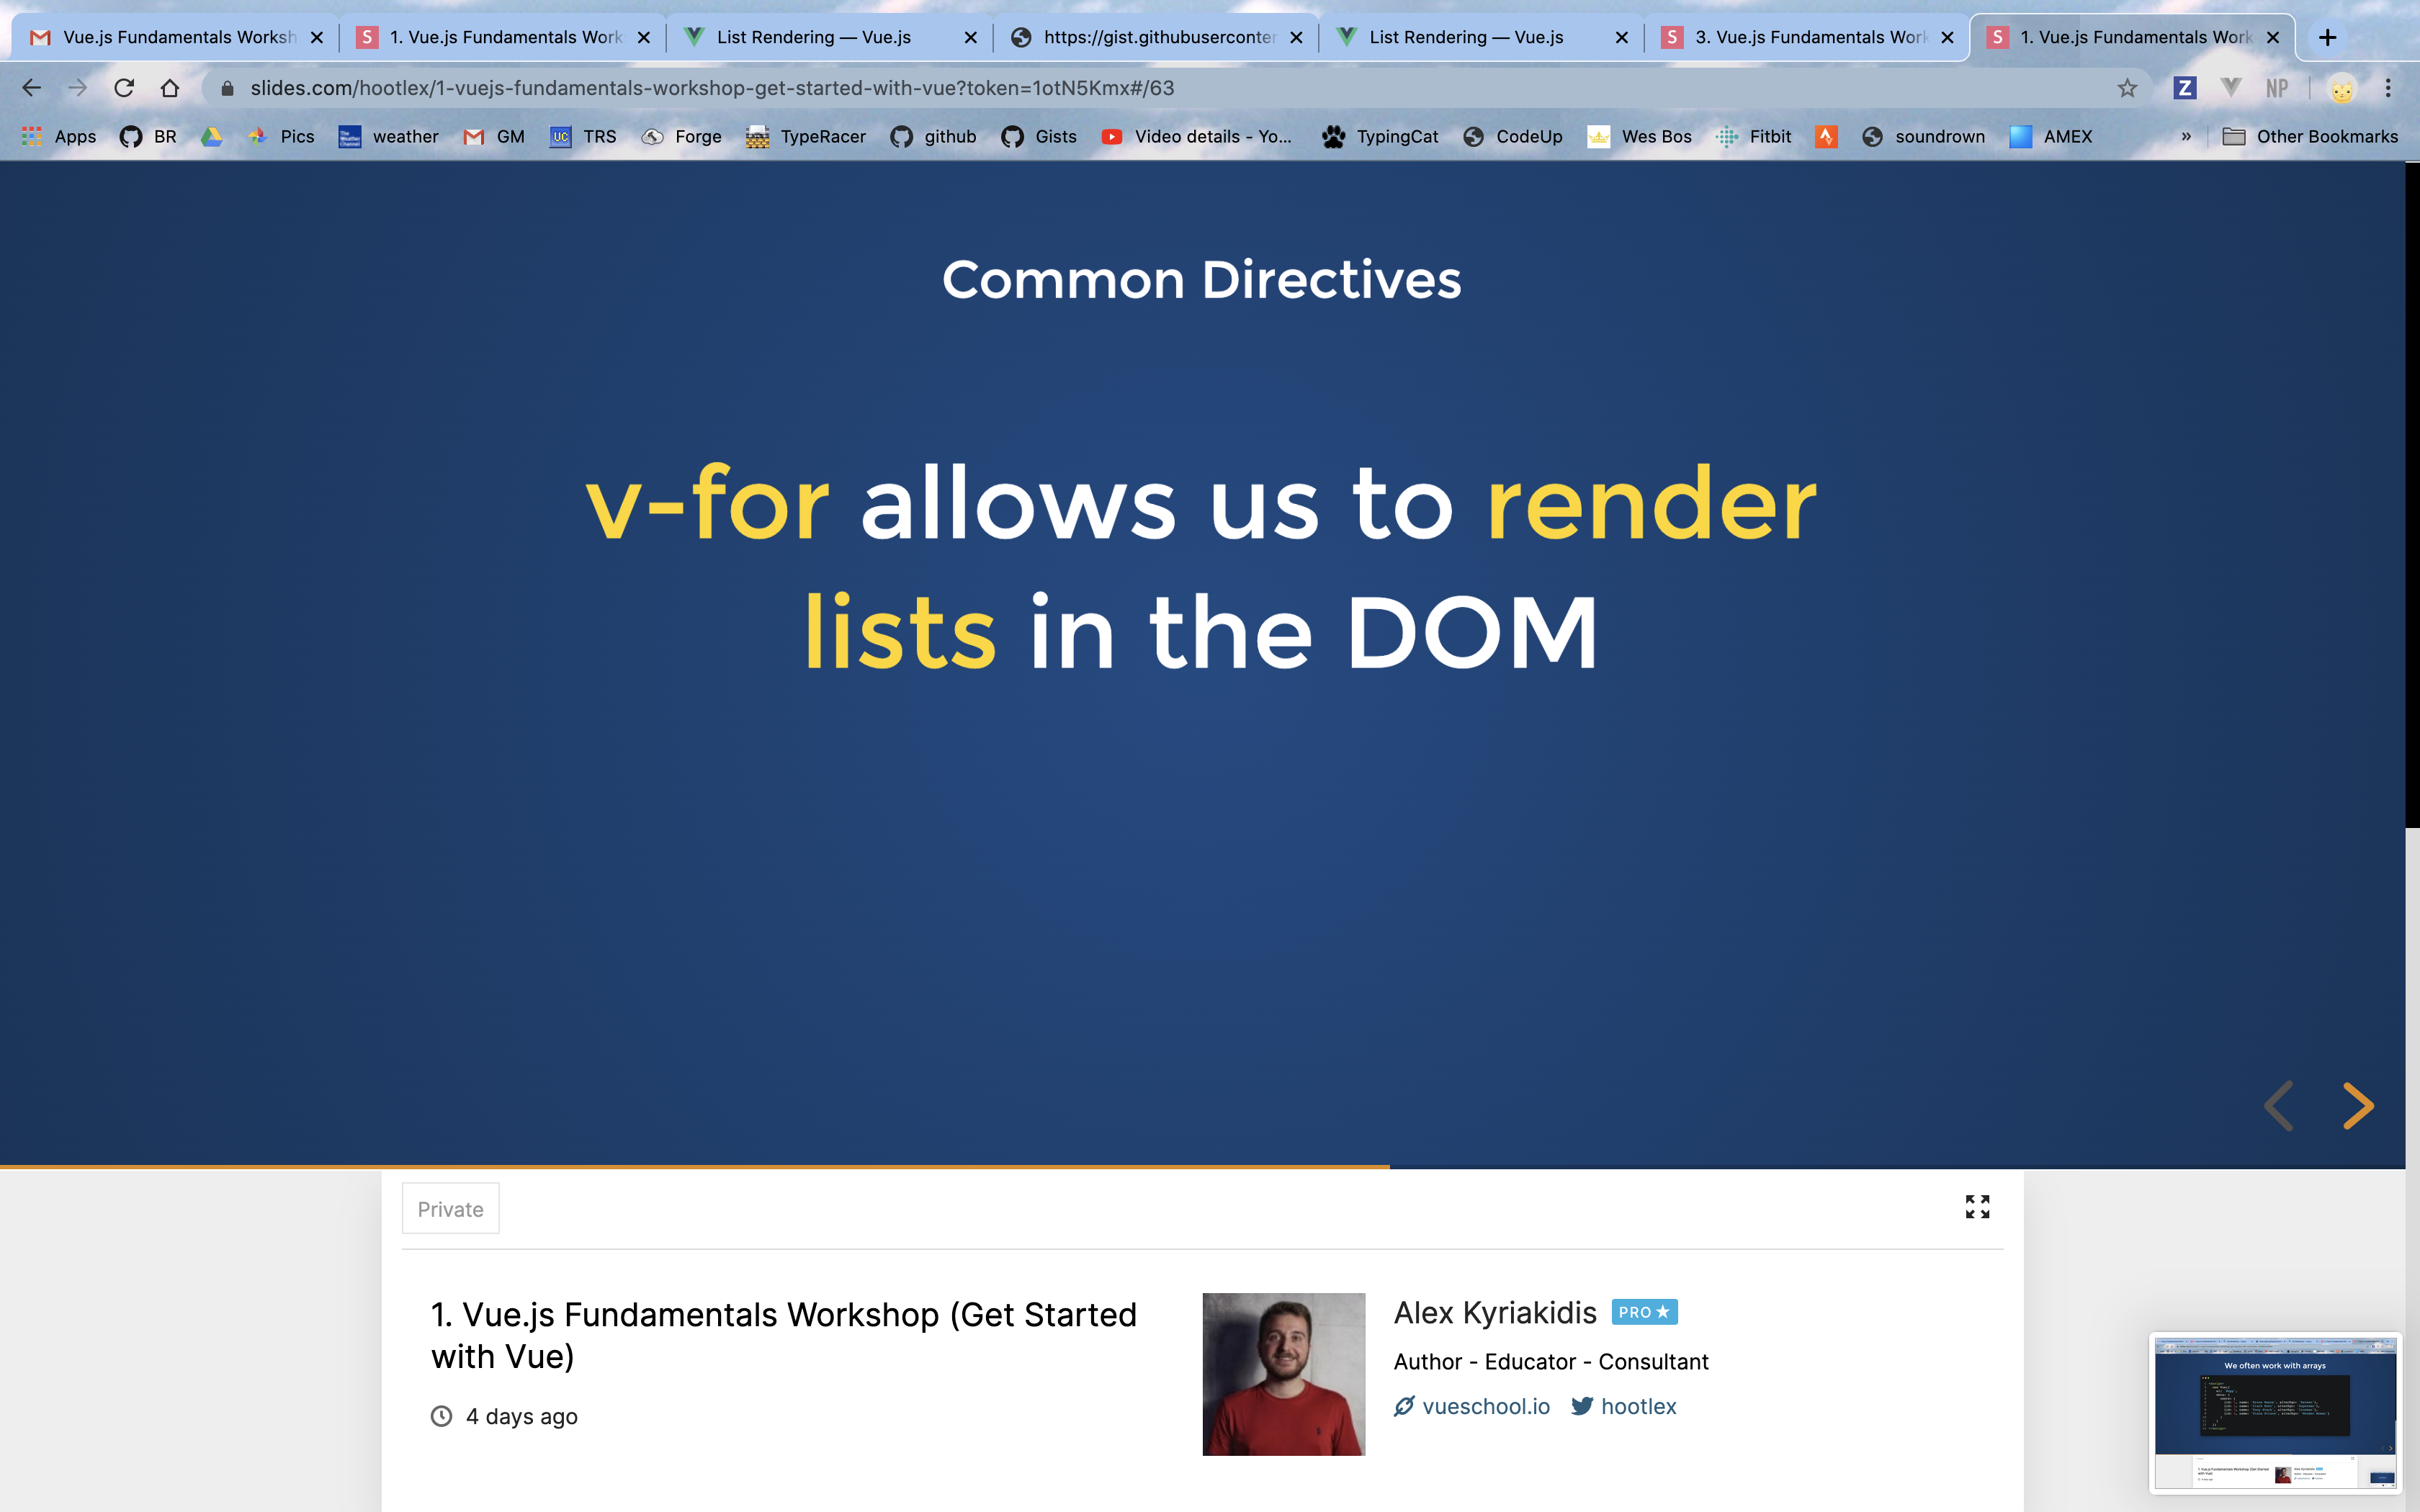 Vue.js Fundamentals Worksh
1. Vue.js Fundamentals Work
List Rendering — Vue.js
https://gist.githubuserconter
List Rendering — Vue.js
3. Vue.js Fundamentals Work
1. Vue.js Fundamentals Work
slides.com/hootlex/1-vuejs-fundamentals-workshop-get-started-with-vue?token=1otN5Kmx#/63
Z
NP
Apps
BR
Pics
weather
GM
UC
TRS
Forge
TypeRacer
github
Gists
Video details - Yo...
TypingCat
CodeUp
Wes Bos
Fitbit
soundrown
AMEX
»
Other Bookmarks
Common Directives
v-for allows us to render
lists in the DOM
Private
1. Vue.js Fundamentals Workshop (Get Started
with Vue)
4 days ago
Alex Kyriakidis PRO
Author - Educator - Consultant
vueschool.io hootlex
We often work with arrays